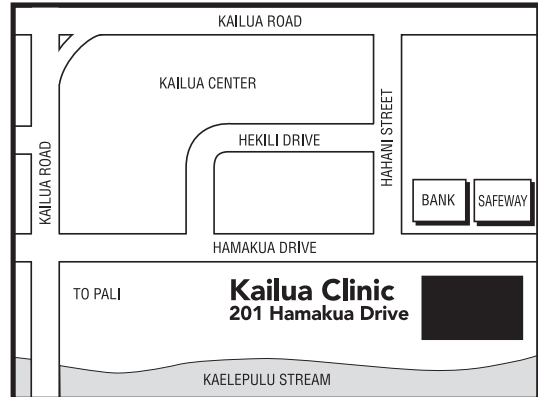 KAILUA ROAD
KAILUA CENTER
HEKILI DRIVE
HAHANI STREET
KAILUA ROAD
BANK
SAFEWAY
HAMAKUA DRIVE
TO PALI
Kailua Clinic
201 Hamakua Drive
KAELEPULU STREAM